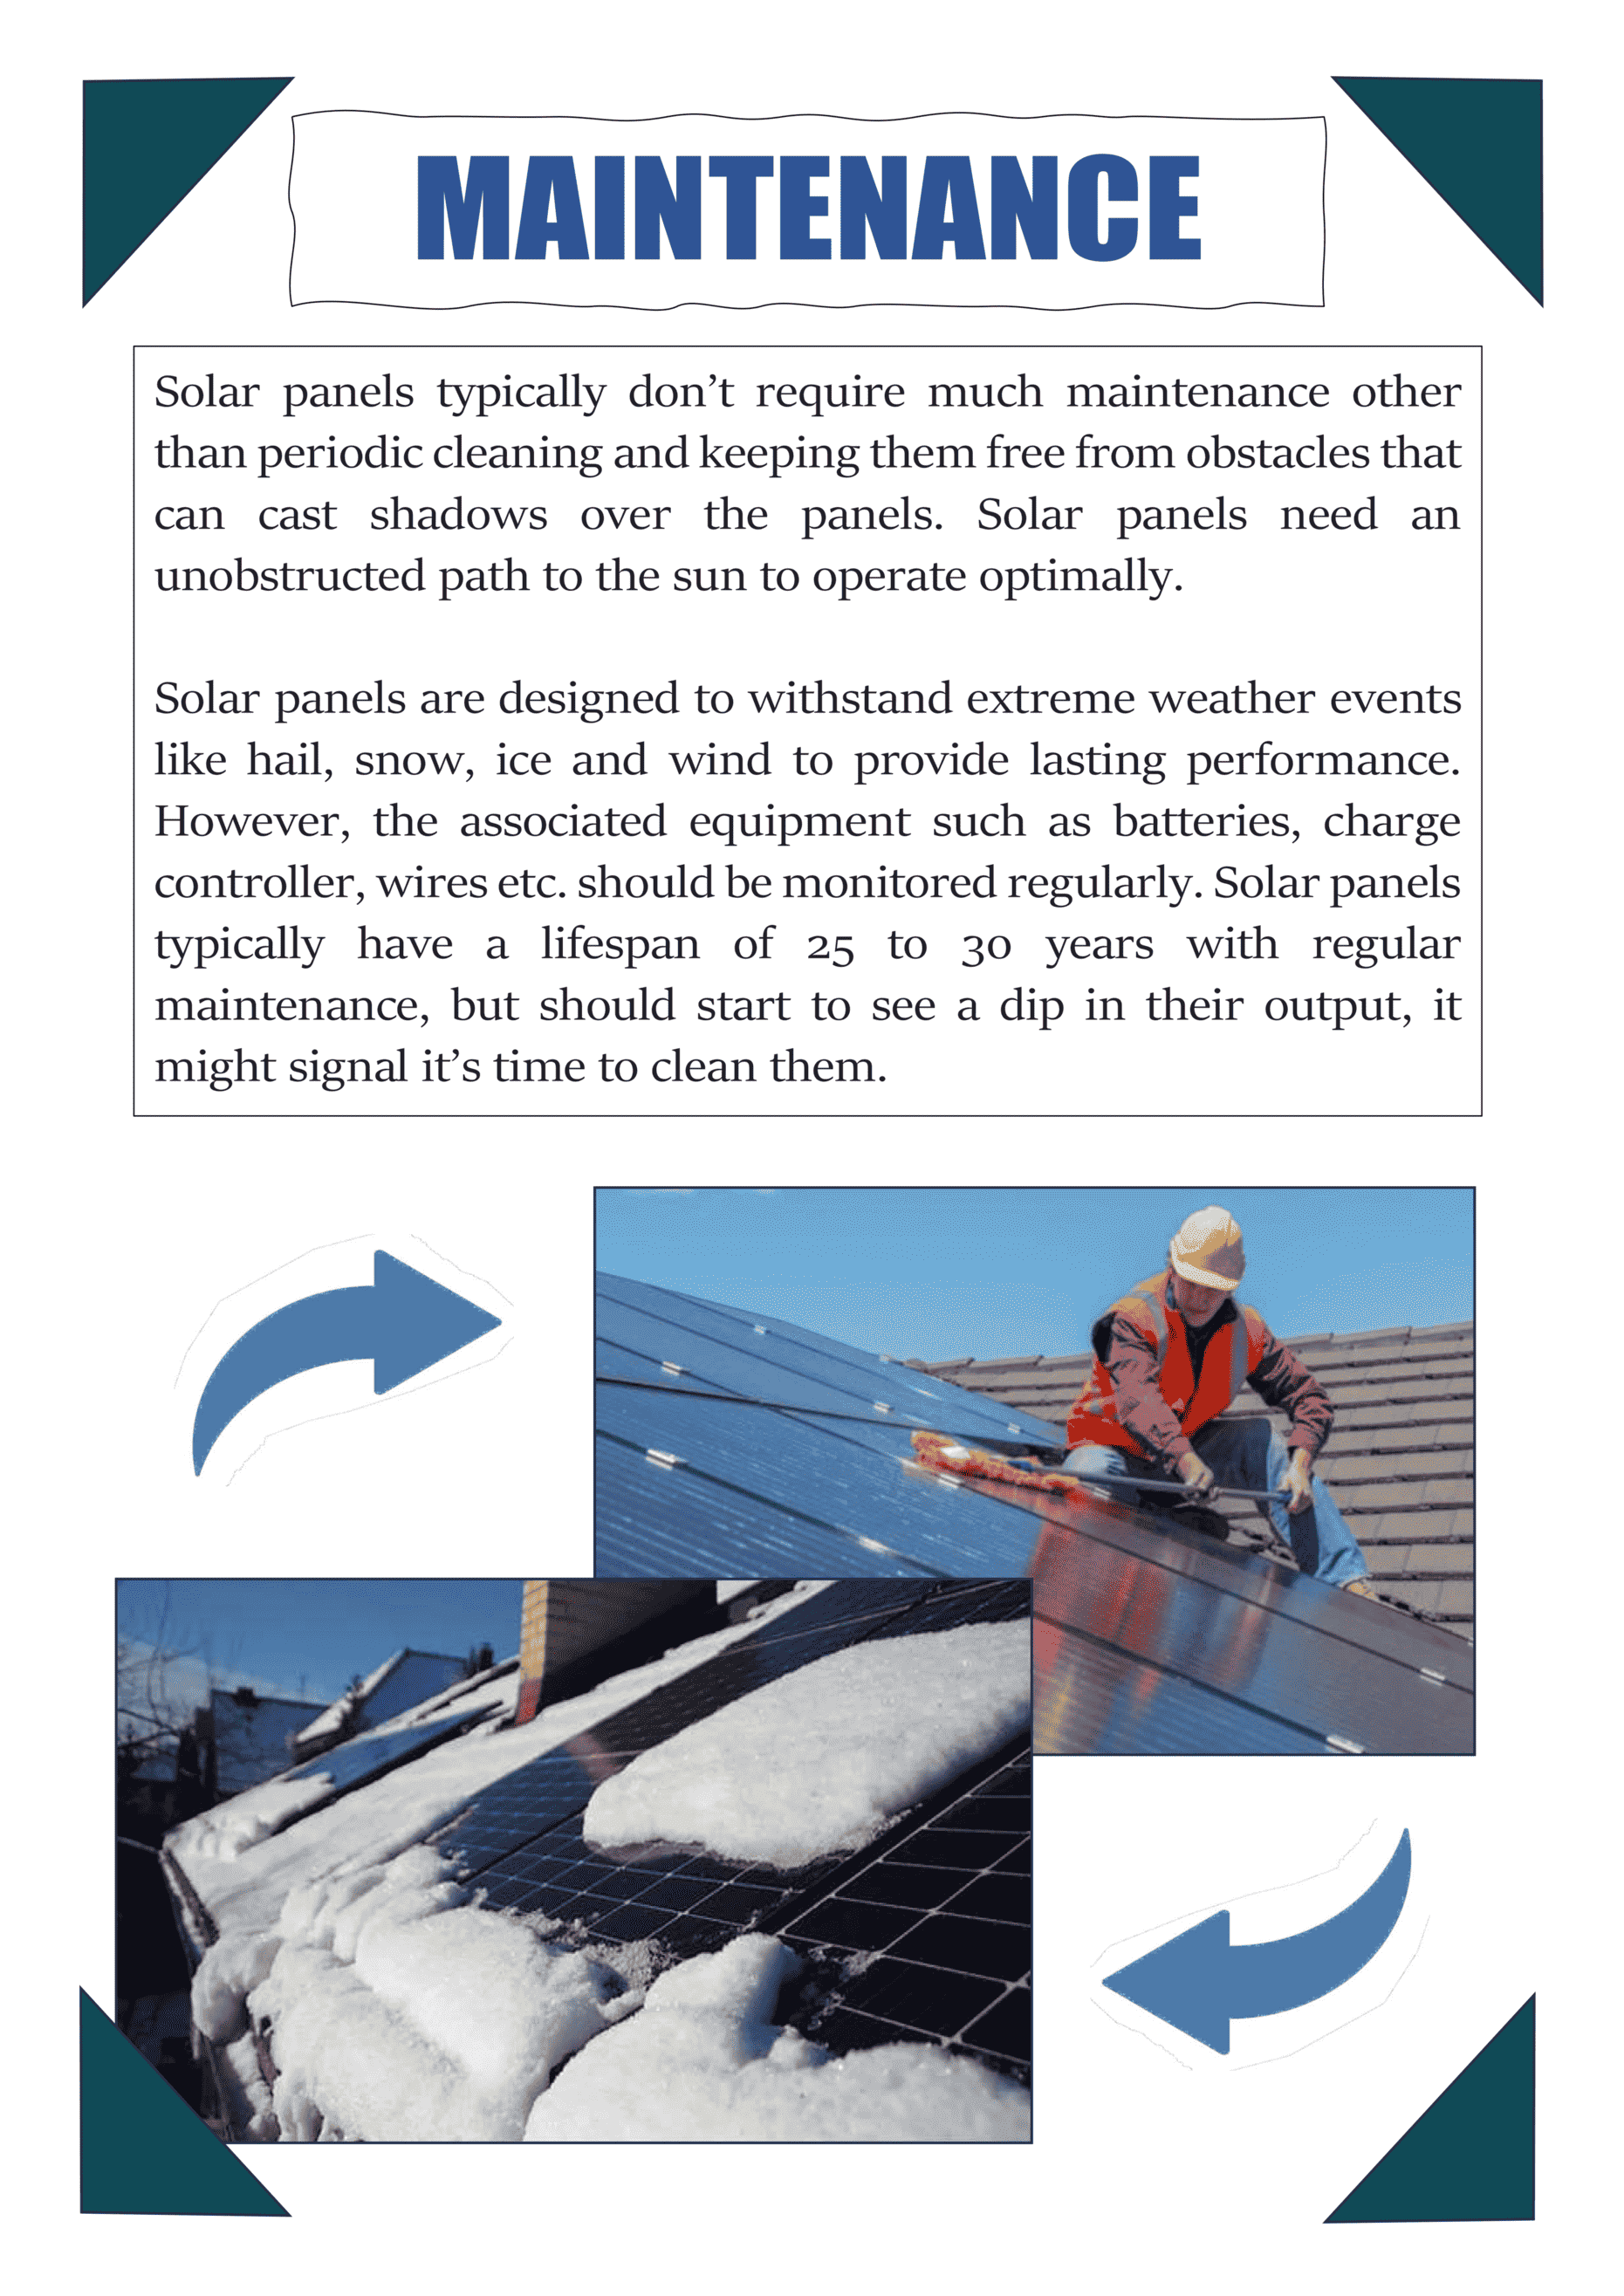 MAINTENANCE
Solar panels typically don’t require much maintenance other
than periodic cleaning and keeping them free from obstacles that
can cast shadows over the panels. Solar panels need an
unobstructed path to the sun to operate optimally.
Solar panels are designed to withstand extreme weather events
like hail, snow, ice and wind to provide lasting performance.
However, the associated equipment such as batteries, charge
controller, wires etc. should be monitored regularly. Solar panels
typically have a lifespan of 25 to 30 years with regular
maintenance, but should start to see a dip in their output, it
might signal it’s time to clean them.